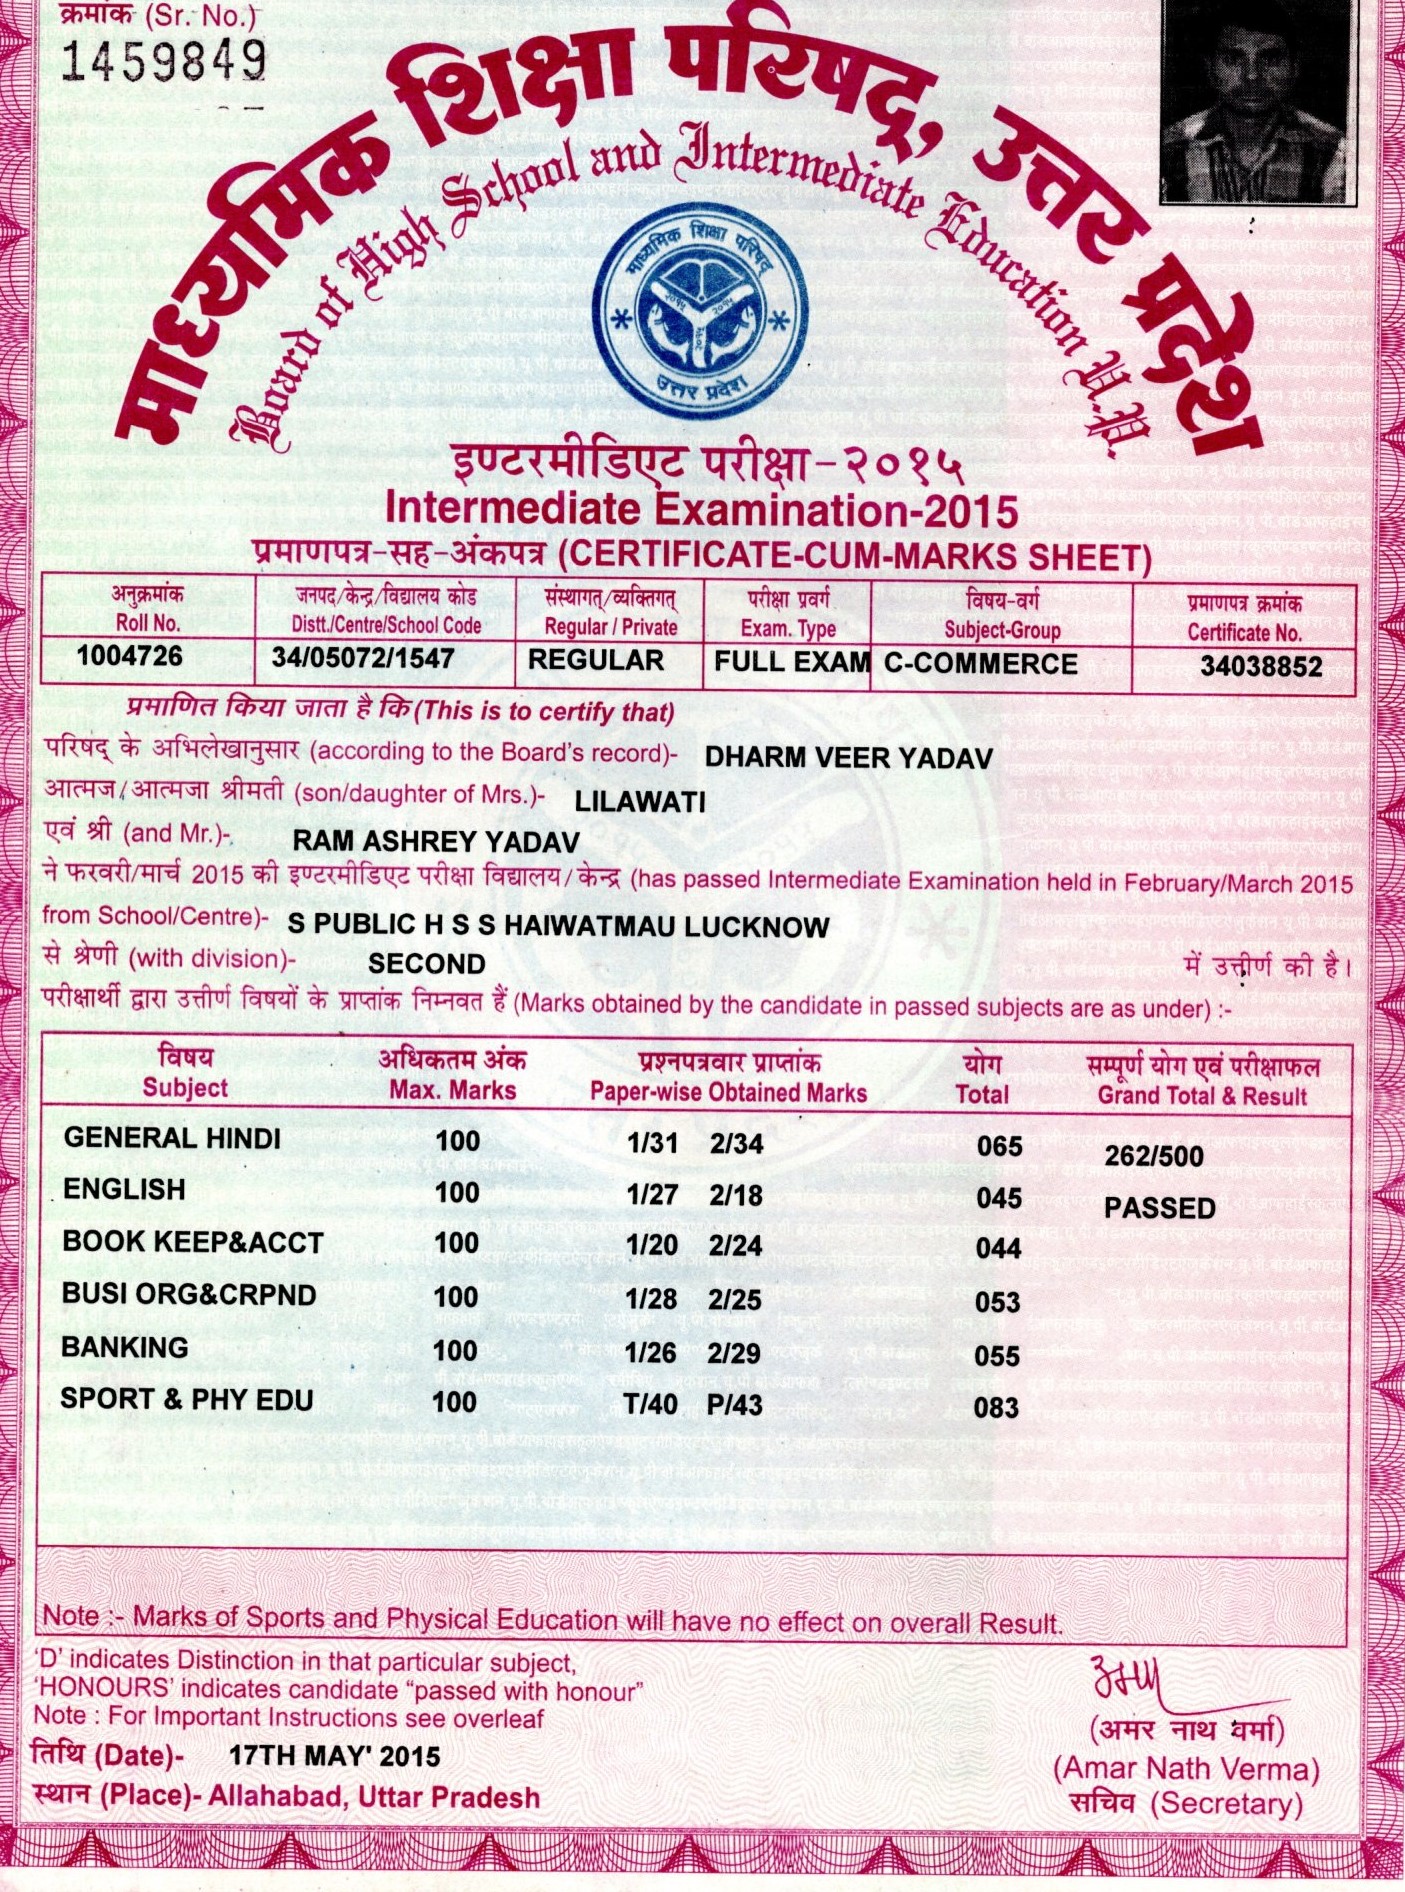 क्रमांक (Sr. No.)
1459849
माध्यमिक शिक्षा परिषद्, उत्तर प्रदेश
Board of High School and Intermediate Education U.P.
माध्यमिक शिक्षा परिषद
उत्तर प्रदेश
इण्टरमीडिएट परीक्षा-२०१५
Intermediate Examination-2015
प्रमाणपत्र-सह-अंकपत्र (CERTIFICATE-CUM-MARKS SHEET)
अनुक्रमांक जनपद/केन्द्र/विद्यालय कोड संस्थागत्/व्यक्तिगत् परीक्षा प्रवर्ग विषय-वर्ग प्रमाणपत्र क्रमांक
Roll No. Distt./Centre/School Code Regular / Private Exam. Type Subject-Group Certificate No.
1004726 34/05072/1547 REGULAR FULL EXAM C-COMMERCE 34038852
प्रमाणित किया जाता है कि (This is to certify that)
परिषद् के अभिलेखानुसार (according to the Board's record)- DHARM VEER YADAV
आत्मज/आत्मजा श्रीमती (son/daughter of Mrs.)- LILAWATI
एवं श्री (and Mr.)- RAM ASHREY YADAV
ने फरवरी/मार्च 2015 की इण्टरमीडिएट परीक्षा विद्यालय/केन्द्र (has passed Intermediate Examination held in February/March 2015
from School/Centre)- S PUBLIC H S S HAIWATMAU LUCKNOW
से श्रेणी (with division)- SECOND में उत्तीर्ण की है।
परीक्षार्थी द्वारा उत्तीर्ण विषयों के प्राप्तांक निम्नवत हैं (Marks obtained by the candidate in passed subjects are as under) :-
विषय अधिकतम अंक प्रश्नपत्रवार प्राप्तांक योग सम्पूर्ण योग एवं परीक्षाफल
Subject Max. Marks Paper-wise Obtained Marks Total Grand Total & Result
GENERAL HINDI 100 1/31 2/34 065 262/500
ENGLISH 100 1/27 2/18 045 PASSED
BOOK KEEP&ACCT 100 1/20 2/24 044
BUSI ORG&CRPND 100 1/28 2/25 053
BANKING 100 1/26 2/29 055
SPORT & PHY EDU 100 T/40 P/43 083
Note :- Marks of Sports and Physical Education will have no effect on overall Result.
'D' indicates Distinction in that particular subject,
'HONOURS' indicates candidate "passed with honour"
Note : For Important Instructions see overleaf
तिथि (Date)- 17TH MAY' 2015
स्थान (Place)- Allahabad, Uttar Pradesh
(अमर नाथ वर्मा)
(Amar Nath Verma)
सचिव (Secretary)